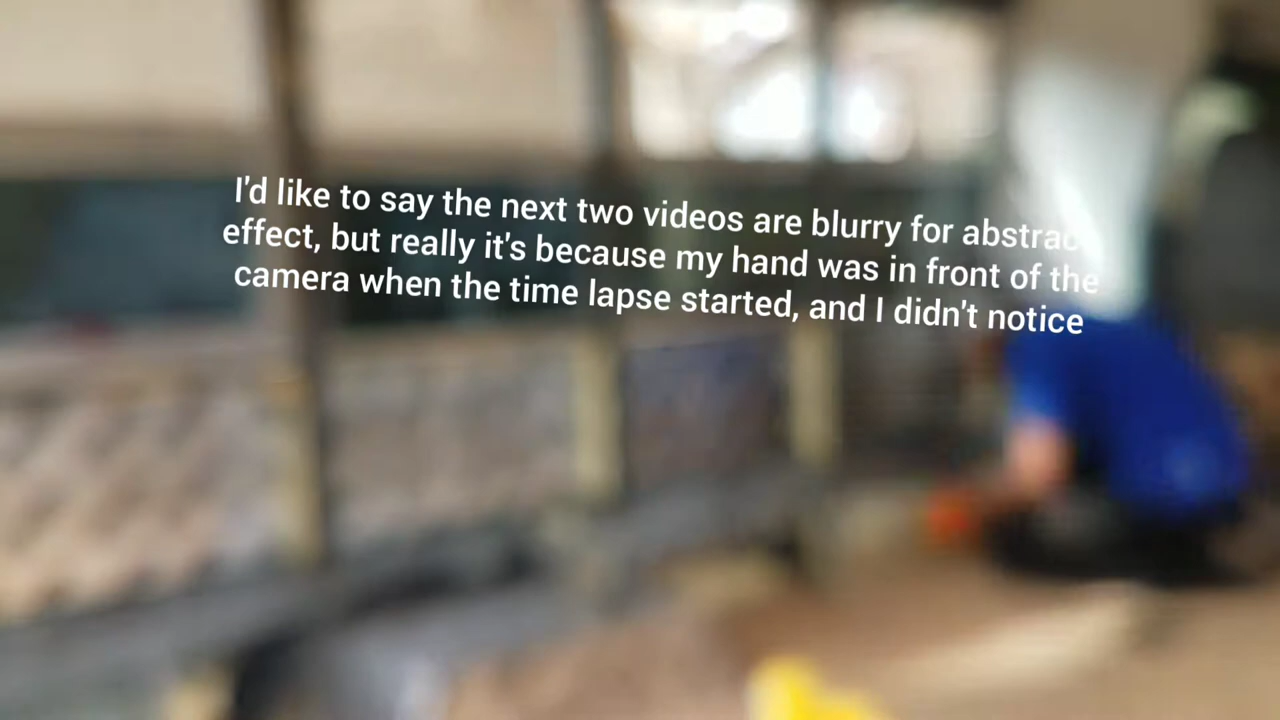 I'd like to say the next two videos are blurry for abstract
effect, but really it's because my hand was in front of the
camera when the time lapse started, and I didn't notice